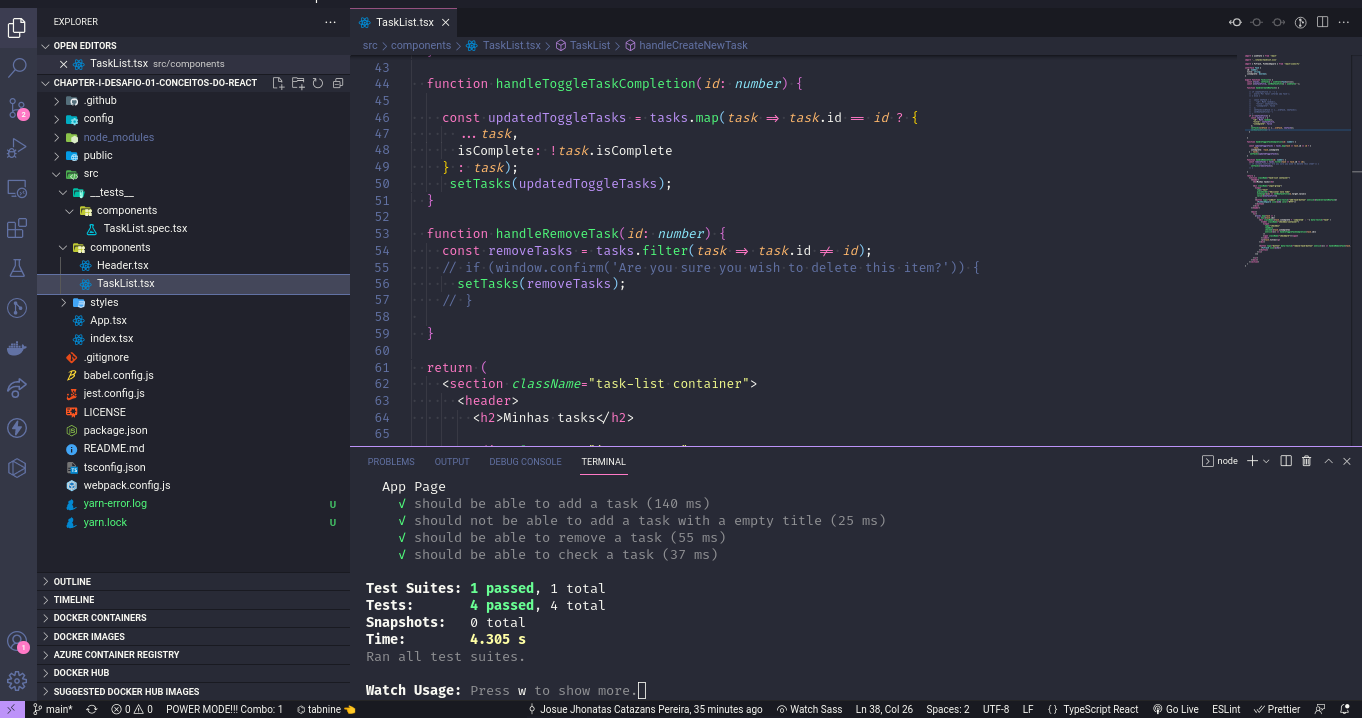 EXPLORER
OPEN EDITORS
TaskList.tsx src/components
CHAPTER-I-DESAFIO-01-CONCEITOS-DO-REACT
.github
config
node_modules
public
src
__tests__
components
TaskList.spec.tsx
components
Header.tsx
TaskList.tsx
styles
App.tsx
index.tsx
.gitignore
babel.config.js
jest.config.js
LICENSE
package.json
README.md
tsconfig.json
webpack.config.js
yarn-error.log U
yarn.lock U
OUTLINE
TIMELINE
DOCKER CONTAINERS
DOCKER IMAGES
AZURE CONTAINER REGISTRY
DOCKER HUB
SUGGESTED DOCKER HUB IMAGES
2
1
TaskList.tsx
src > components > TaskList.tsx > TaskList > handleCreateNewTask
43
44 function handleToggleTaskCompletion(id: number) {
45
46 const updatedToggleTasks = tasks.map(task => task.id == id ? {
47 ...task,
48 isComplete: !task.isComplete
49 } : task);
50 setTasks(updatedToggleTasks);
51 }
52
53 function handleRemoveTask(id: number) {
54 const removeTasks = tasks.filter(task => task.id != id);
55 // if (window.confirm('Are you sure you wish to delete this item?')) {
56 setTasks(removeTasks);
57 // }
58
59 }
60
61 return (
62 <section className="task-list container">
63 <header>
64 <h2>Minhas tasks</h2>
65
PROBLEMS OUTPUT DEBUG CONSOLE TERMINAL node
App Page
√ should be able to add a task (140 ms)
√ should not be able to add a task with a empty title (25 ms)
√ should be able to remove a task (55 ms)
√ should be able to check a task (37 ms)
Test Suites: 1 passed, 1 total
Tests: 4 passed, 4 total
Snapshots: 0 total
Time: 4.305 s
Ran all test suites.
Watch Usage: Press w to show more.
main* 0 0 POWER MODE!!! Combo: 1 tabnine Josue Jhonatas Catazans Pereira, 35 minutes ago Watch Sass Ln 38, Col 26 Spaces: 2 UTF-8 LF {} TypeScript React Go Live ESLint Prettier